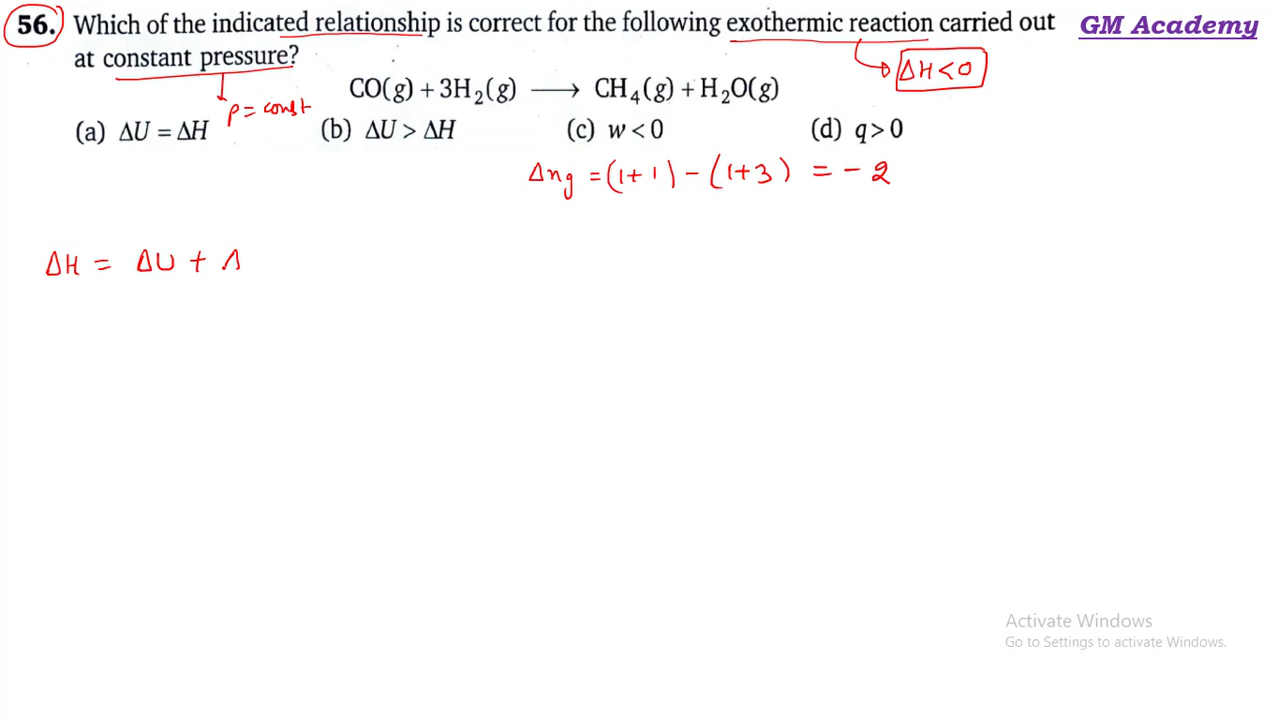 56. Which of the indicated relationship is correct for the following exothermic reaction carried out GM Academy
at constant pressure? ΔH<0
CO(g) + 3H₂(g) ⟶ CH₄(g) + H₂O(g)
p = const
(a) ΔU = ΔH (b) ΔU > ΔH (c) w < 0 (d) q > 0
Δng = (1+1) - (1+3) = -2
ΔH = ΔU + Λ
Activate Windows
Go to Settings to activate Windows.